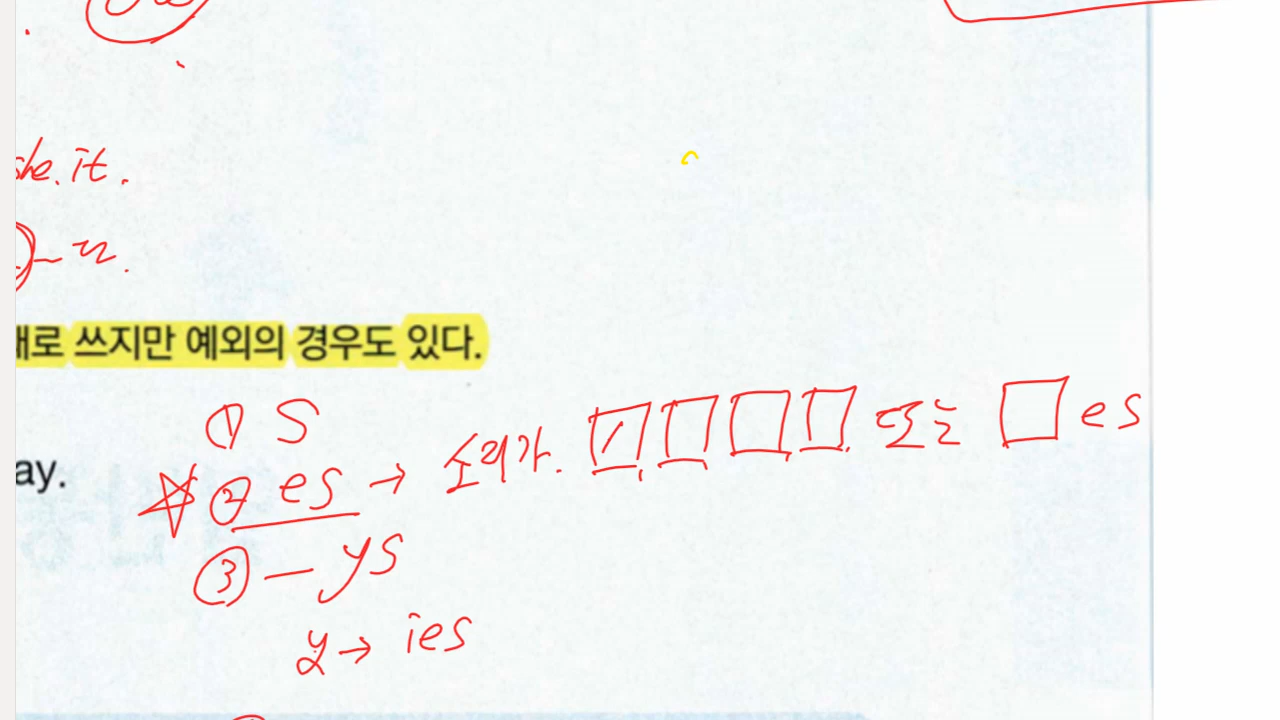 she. it.
대로 쓰지만 예외의 경우도 있다.
① S
ay.
② es → 소리가. 또는 es
③ — ys
y → ies